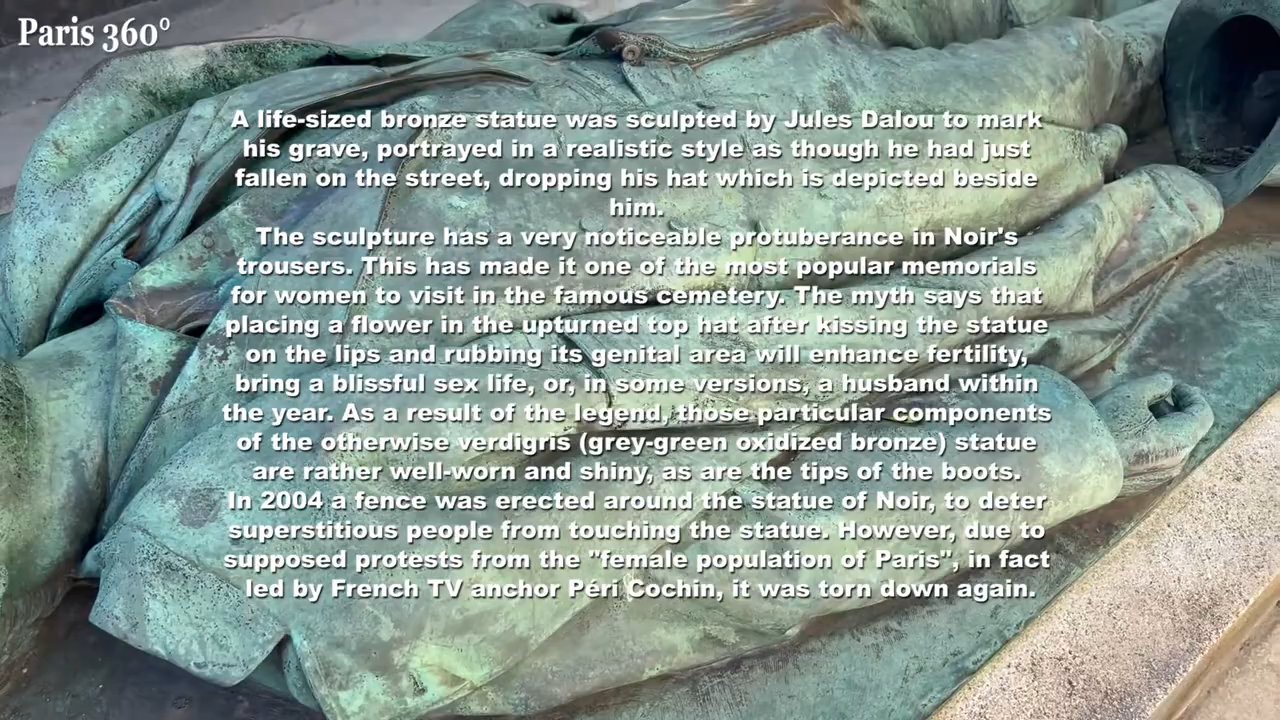 Paris 360°
A life-sized bronze statue was sculpted by Jules Dalou to mark
his grave, portrayed in a realistic style as though he had just
fallen on the street, dropping his hat which is depicted beside
him.
The sculpture has a very noticeable protuberance in Noir's
trousers. This has made it one of the most popular memorials
for women to visit in the famous cemetery. The myth says that
placing a flower in the upturned top hat after kissing the statue
on the lips and rubbing its genital area will enhance fertility,
bring a blissful sex life, or, in some versions, a husband within
the year. As a result of the legend, those particular components
of the otherwise verdigris (grey-green oxidized bronze) statue
are rather well-worn and shiny, as are the tips of the boots.
In 2004 a fence was erected around the statue of Noir, to deter
superstitious people from touching the statue. However, due to
supposed protests from the "female population of Paris", in fact
led by French TV anchor Péri Cochin, it was torn down again.